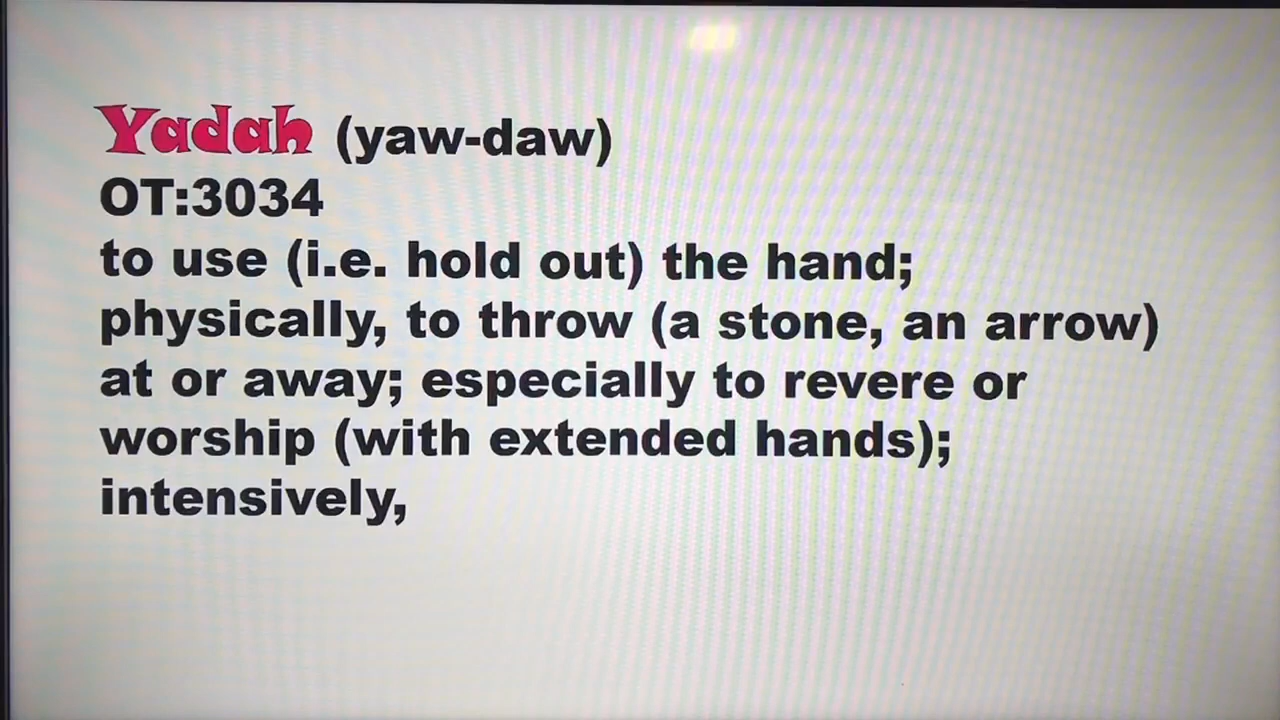 Yadah (yaw-daw)
OT:3034
to use (i.e. hold out) the hand;
physically, to throw (a stone, an arrow)
at or away; especially to revere or
worship (with extended hands);
intensively,